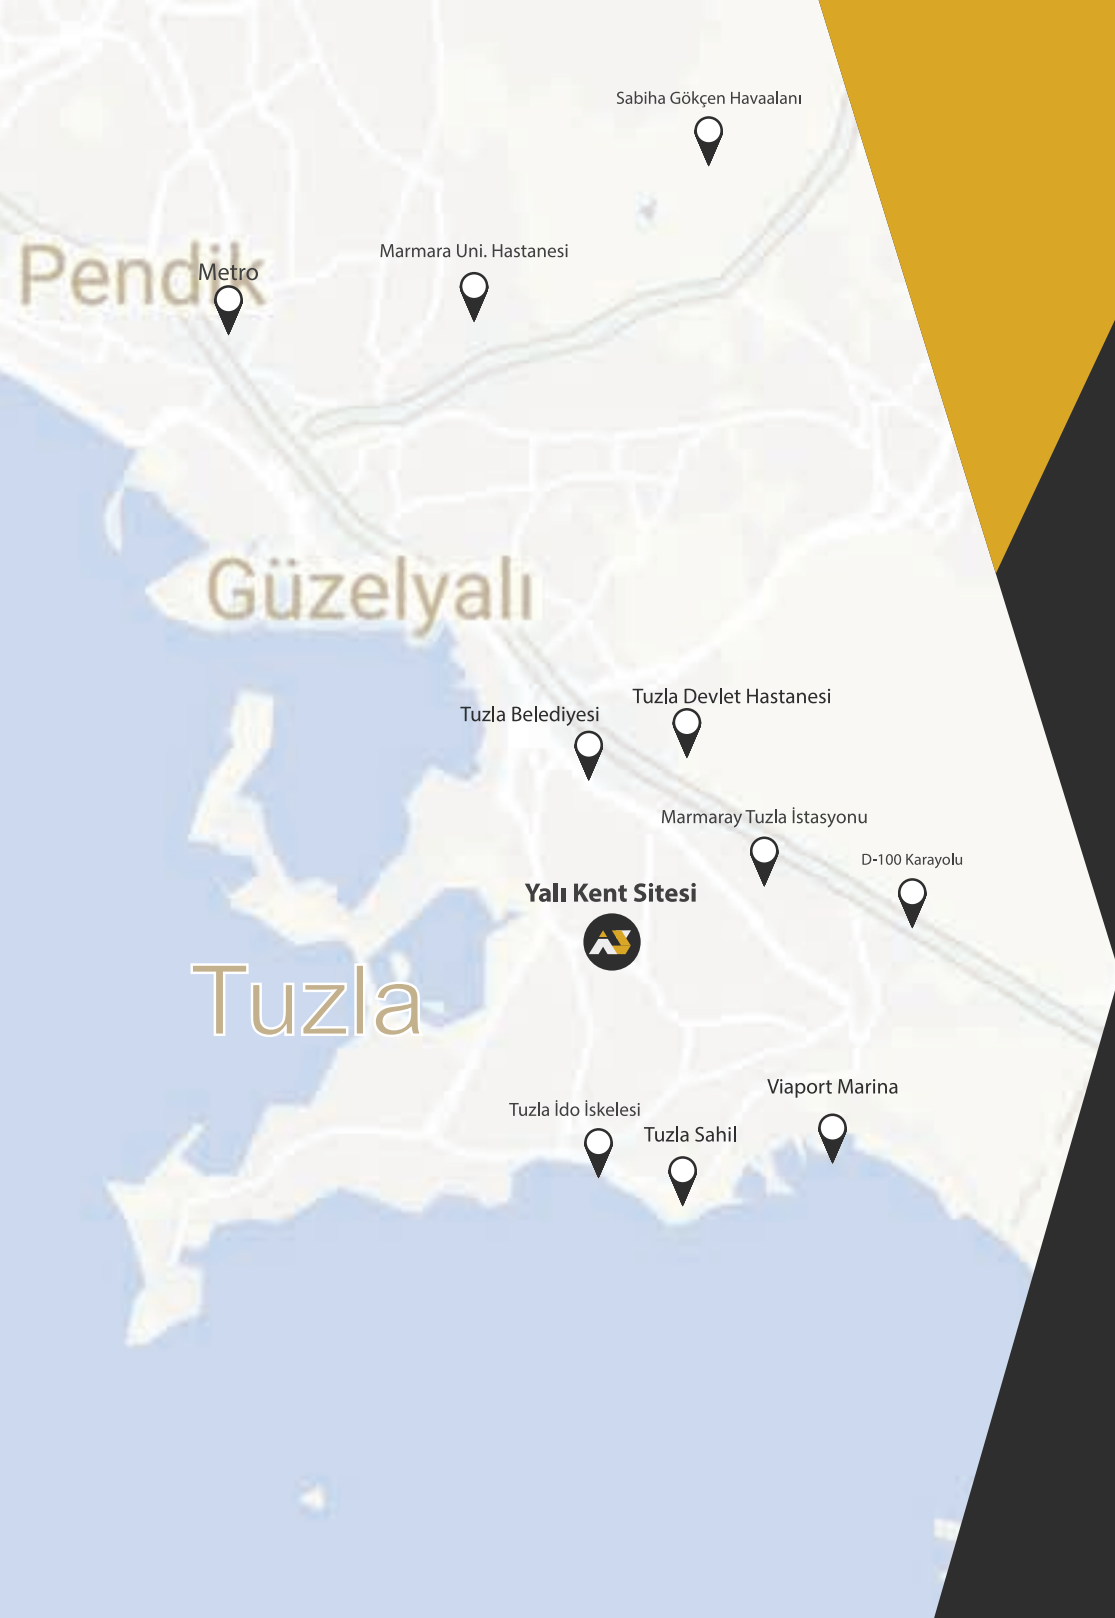 Sabiha Gökçen Havaalanı
Marmara Uni. Hastanesi
Pendik
Metro
Güzelyalı
Tuzla Devlet Hastanesi
Tuzla Belediyesi
Marmaray Tuzla İstasyonu
D-100 Karayolu
Yalı Kent Sitesi
Tuzla
Viaport Marina
Tuzla İdo İskelesi
Tuzla Sahil